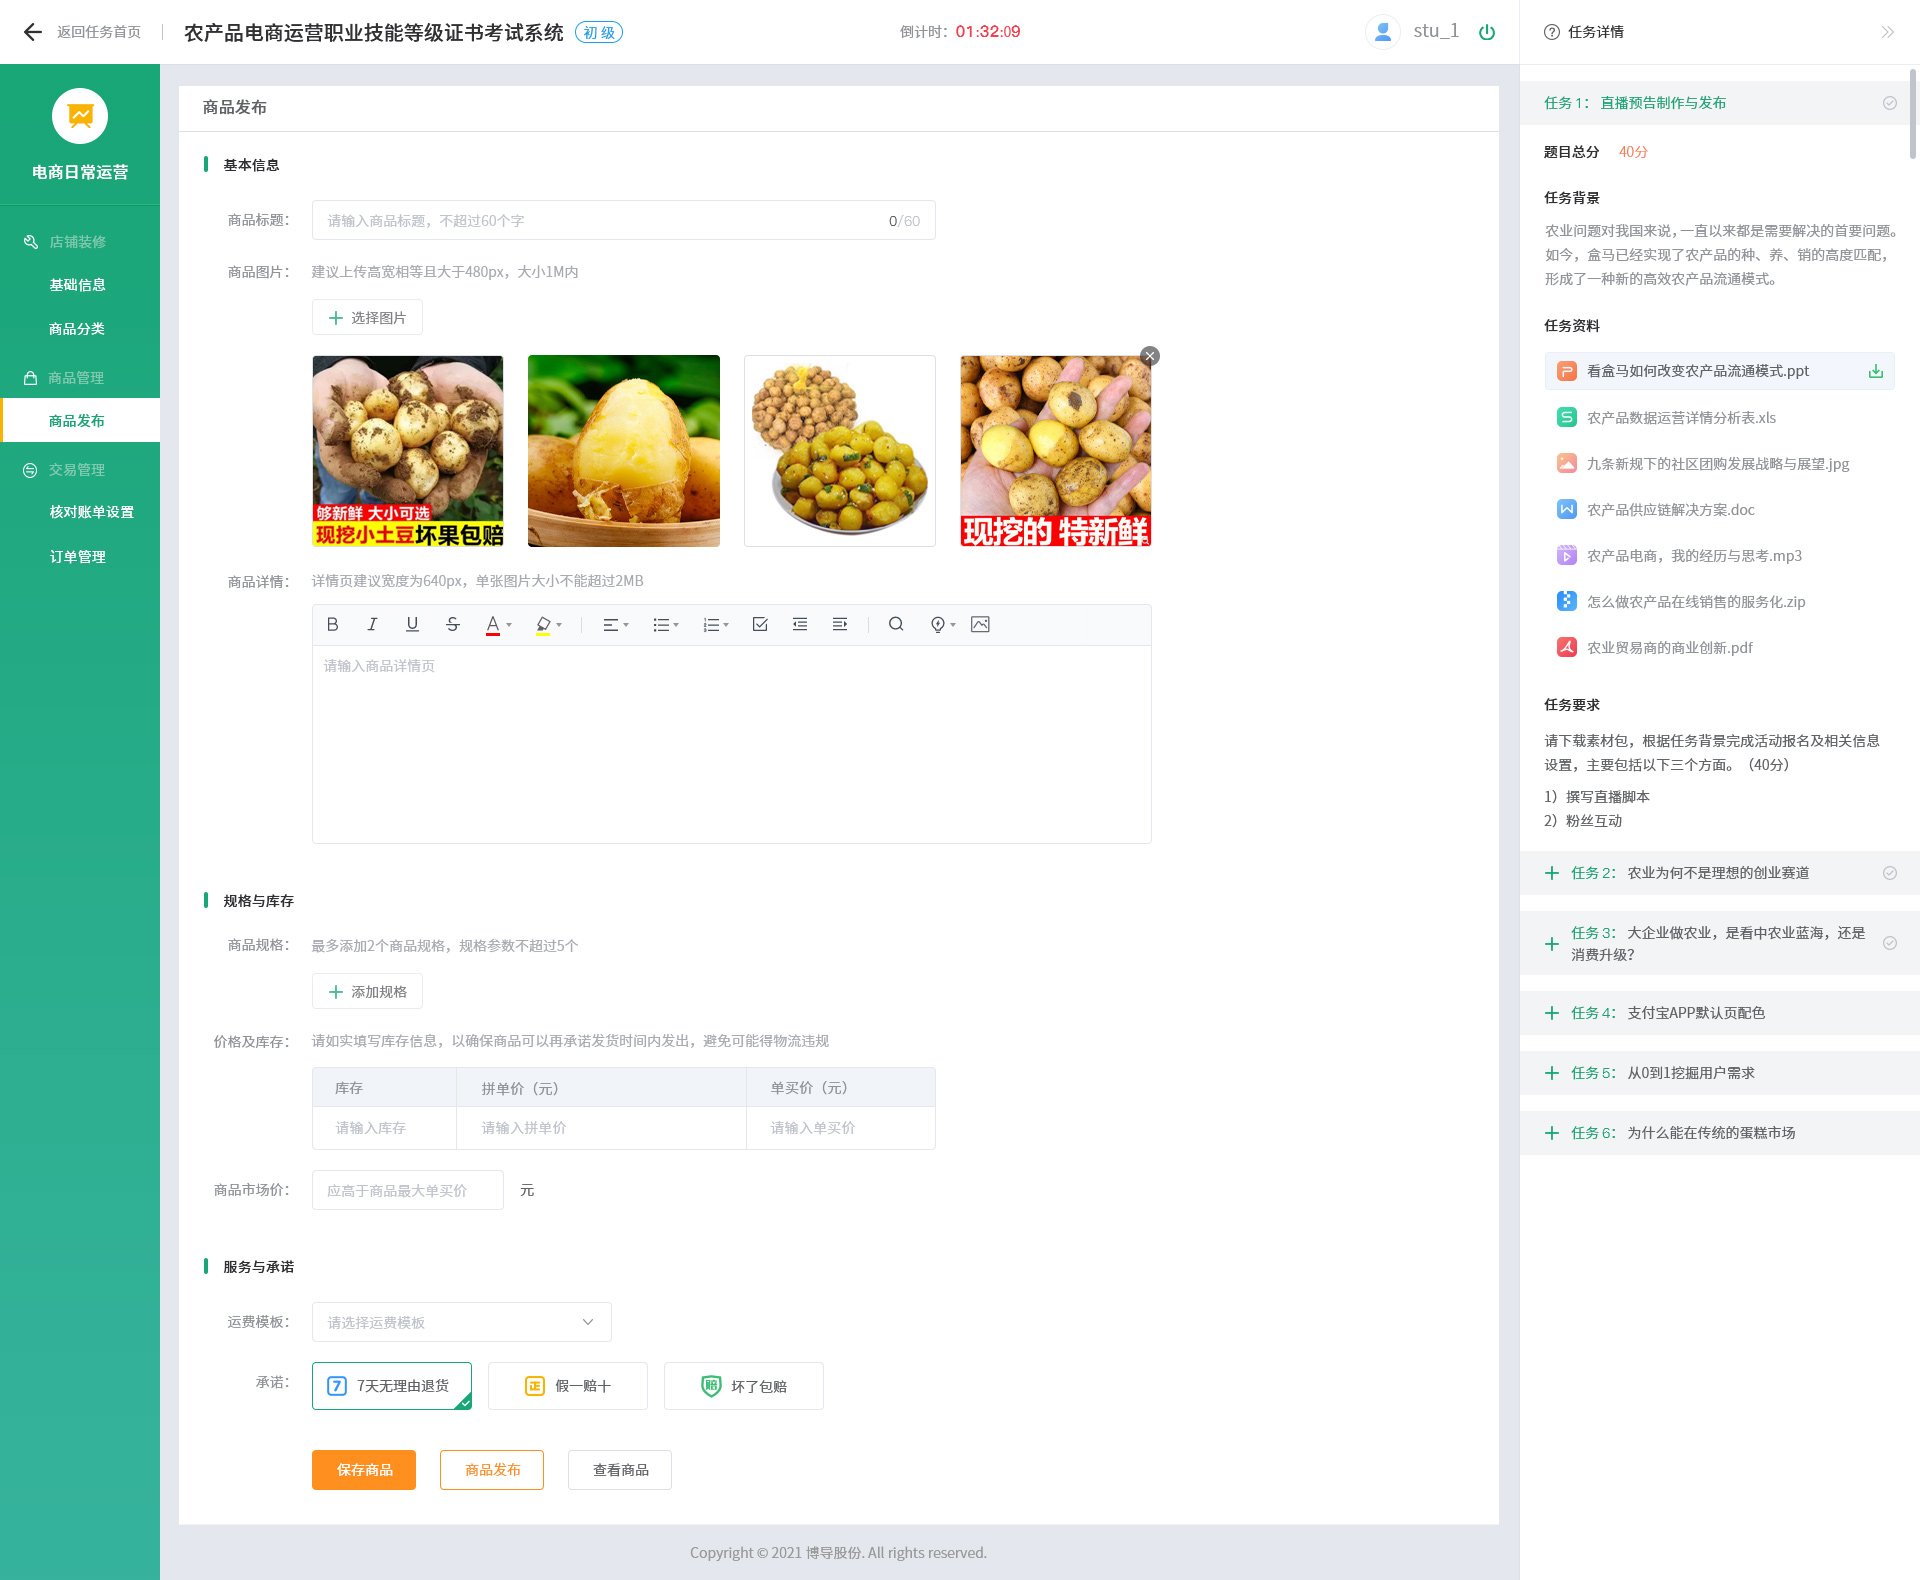 返回任务首页
农产品电商运营职业技能等级证书考试系统
初级
倒计时：01:32:09
stu_1
任务详情
电商日常运营
店铺装修
基础信息
商品分类
商品管理
商品发布
交易管理
核对账单设置
订单管理
商品发布
基本信息
商品标题：
请输入商品标题，不超过60个字
0/60
商品图片：
建议上传高宽相等且大于480px，大小1M内
选择图片
够新鲜 大小可选
现挖小土豆坏果包赔
现挖的 特新鲜
商品详情：
详情页建议宽度为640px，单张图片大小不能超过2MB
请输入商品详情页
规格与库存
商品规格：
最多添加2个商品规格，规格参数不超过5个
添加规格
价格及库存：
请如实填写库存信息，以确保商品可以再承诺发货时间内发出，避免可能得物流违规
库存
拼单价（元）
单买价（元）
请输入库存
请输入拼单价
请输入单买价
商品市场价：
应高于商品最大单买价
元
服务与承诺
运费模板：
请选择运费模板
承诺：
7
7天无理由退货
正
假一赔十
赔
坏了包赔
保存商品
商品发布
查看商品
Copyright © 2021 博导股份. All rights reserved.
任务 1： 直播预告制作与发布
题目总分 40分
任务背景
农业问题对我国来说，一直以来都是需要解决的首要问题。
如今，盒马已经实现了农产品的种、养、销的高度匹配，
形成了一种新的高效农产品流通模式。
任务资料
看盒马如何改变农产品流通模式.ppt
农产品数据运营详情分析表.xls
九条新规下的社区团购发展战略与展望.jpg
农产品供应链解决方案.doc
农产品电商，我的经历与思考.mp3
怎么做农产品在线销售的服务化.zip
农业贸易商的商业创新.pdf
任务要求
请下载素材包，根据任务背景完成活动报名及相关信息
设置，主要包括以下三个方面。（40分）
1）撰写直播脚本
2）粉丝互动
任务 2： 农业为何不是理想的创业赛道
任务 3： 大企业做农业，是看中农业蓝海，还是
消费升级？
任务 4： 支付宝APP默认页配色
任务 5： 从0到1挖掘用户需求
任务 6： 为什么能在传统的蛋糕市场